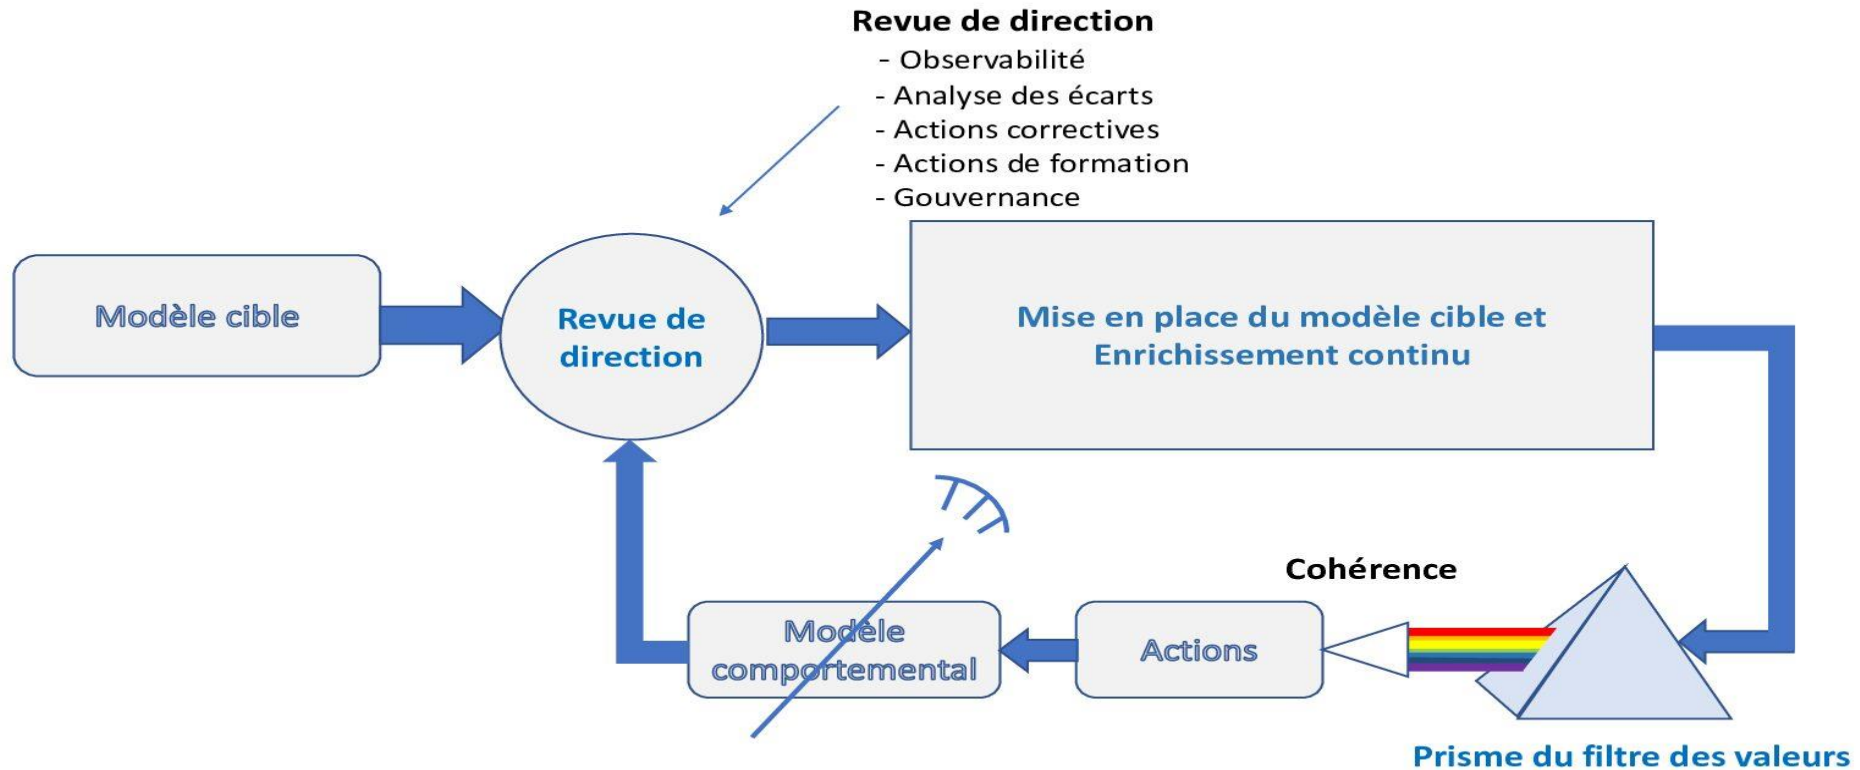 Revue de direction
- Observabilité
- Analyse des écarts
- Actions correctives
- Actions de formation
- Gouvernance
Modèle cible
Revue de
direction
Mise en place du modèle cible et
Enrichissement continu
Cohérence
Modèle
comportemental
Actions
Prisme du filtre des valeurs